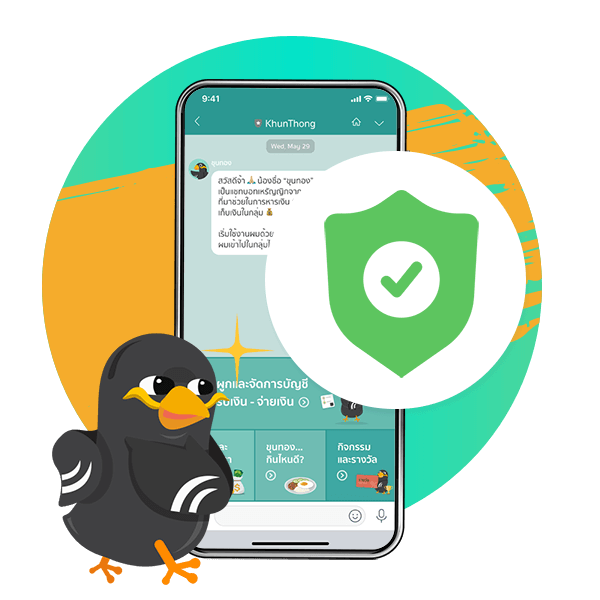 9:41
KhunThong
Wed, May 29
ขุนทอง
สวัสดีจ้า 🙏 น้องชื่อ "ขุนทอง"
เป็นแชทบอทเหรัญญิกจาก
ที่มาช่วยในการหารเงิน
เก็บเงินในกลุ่ม 💰
เริ่มใช้งานผมด้วย
ผมเข้าไปในกลุ่ม
ผูกและจัดการบัญชี
รับเงิน - จ่ายเงิน
ขุนทอง...
กินไหนดี?
กิจกรรม
และรางวัล